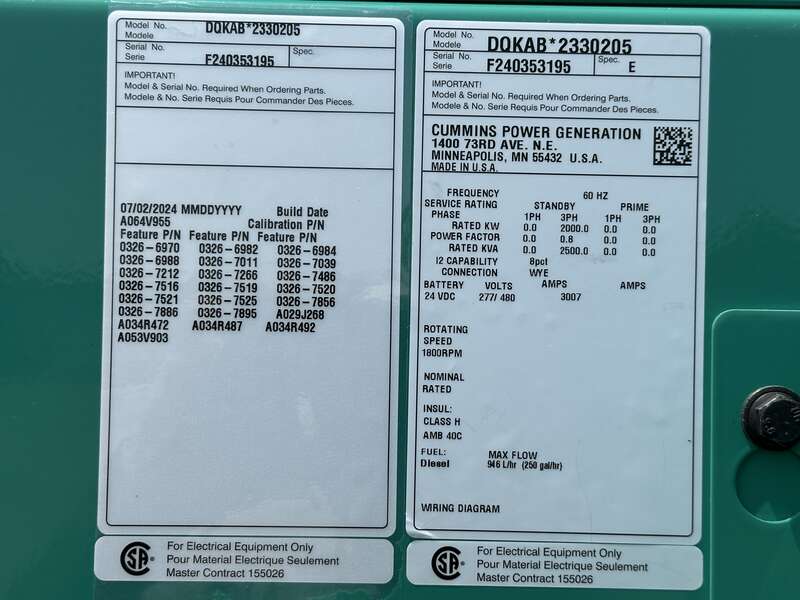 Model No. DQKAB*2330205
Modele
Serial No. F240353195 Spec.
Serie
IMPORTANT!
Model & Serial No. Required When Ordering Parts.
Modele & No. Serie Requis Pour Commander Des Pieces.
07/02/2024 MMDDYYYY Build Date
A064V955 Calibration P/N
Feature P/N Feature P/N Feature P/N
0326-6970 0326-6982 0326-6984
0326-6988 0326-7011 0326-7039
0326-7212 0326-7266 0326-7486
0326-7516 0326-7519 0326-7520
0326-7521 0326-7525 0326-7856
0326-7886 0326-7895 A029J268
A034R472 A034R487 A034R492
A053V903
CSA
For Electrical Equipment Only
Pour Material Electrique Seulement
Master Contract 155026
Model No. DQKAB*2330205
Modele
Serial No. F240353195 Spec. E
Serie
IMPORTANT!
Model & Serial No. Required When Ordering Parts.
Modele & No. Serie Requis Pour Commander Des Pieces.
CUMMINS POWER GENERATION
1400 73RD AVE. N.E.
MINNEAPOLIS, MN 55432 U.S.A.
MADE IN U.S.A.
FREQUENCY 60 HZ
SERVICE RATING STANDBY PRIME
PHASE 1PH 3PH 1PH 3PH
RATED KW 0.0 2000.0 0.0 0.0
POWER FACTOR 0.0 0.8 0.0 0.0
RATED KVA 0.0 2500.0 0.0 0.0
I2 CAPABILITY 8pct
CONNECTION WYE
BATTERY VOLTS AMPS AMPS
24 VDC 277/ 480 3007
ROTATING
SPEED
1800RPM
NOMINAL
RATED
INSUL:
CLASS H
AMB 40C
FUEL: MAX FLOW
Diesel 946 L/hr (250 gal/hr)
WIRING DIAGRAM
CSA
For Electrical Equipment Only
Pour Material Electrique Seulement
Master Contract 155026